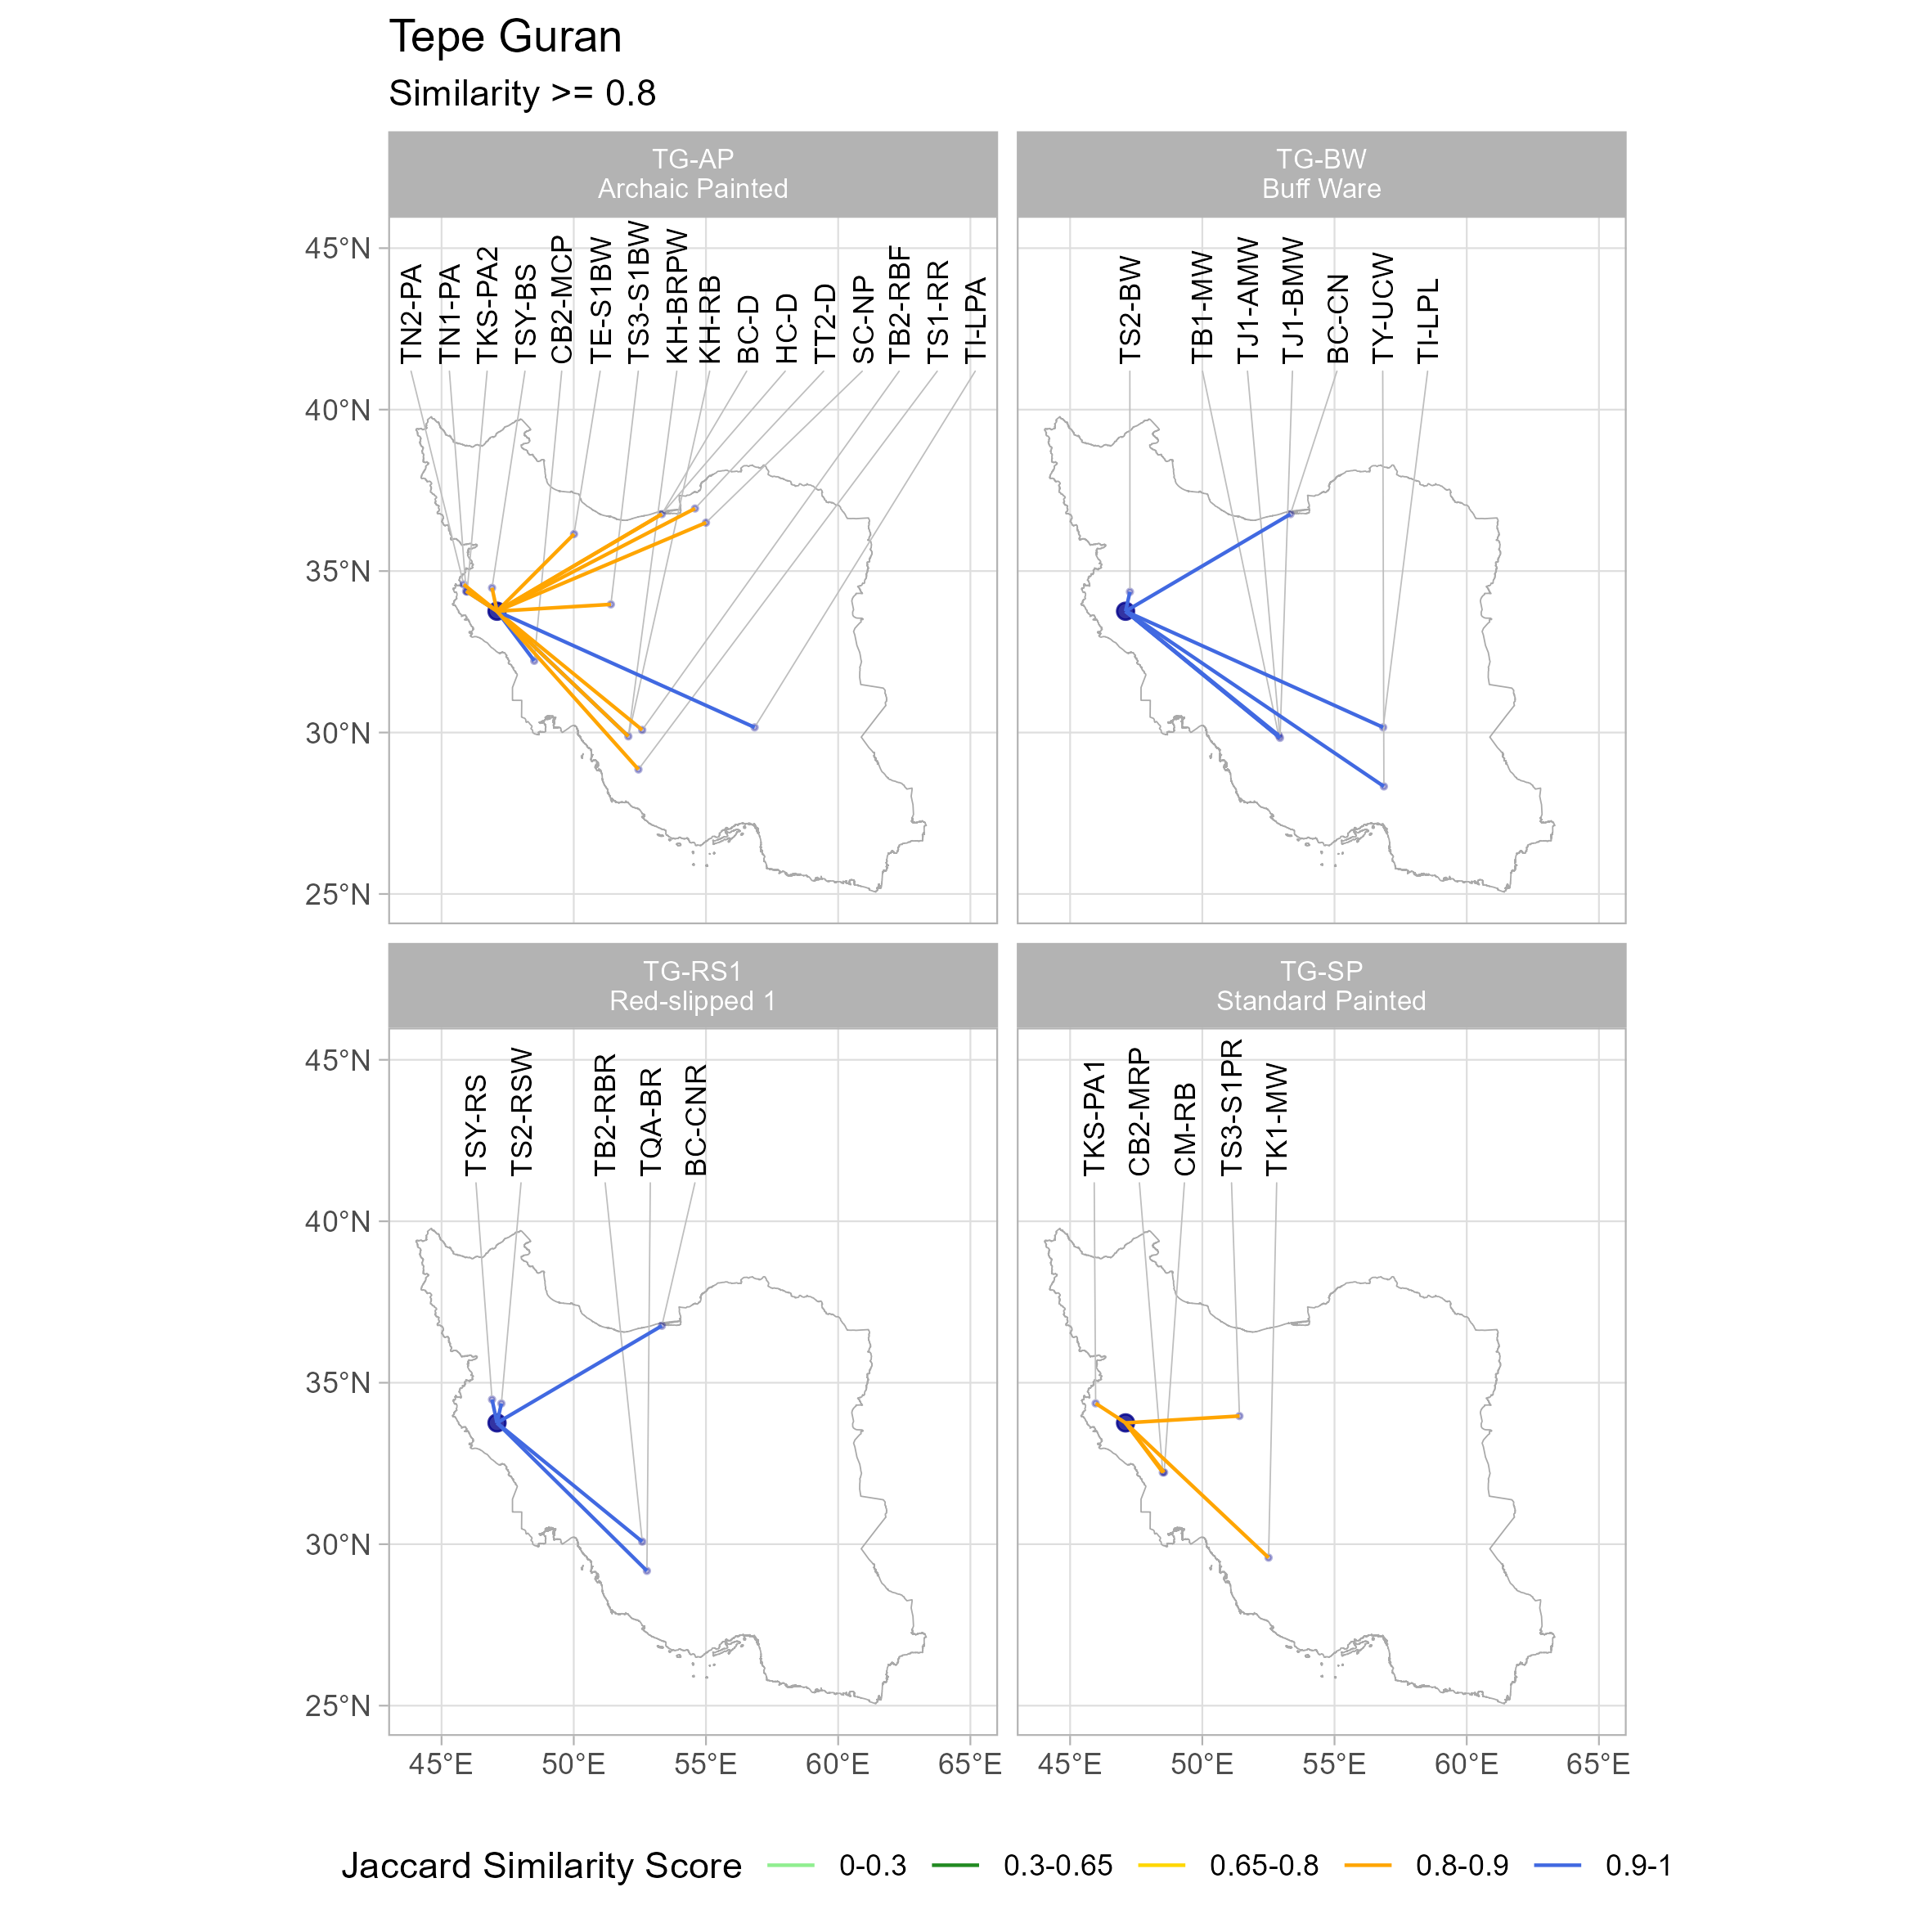 Tepe Guran
Similarity >= 0.8
TG-AP
Archaic Painted
TG-BW
Buff Ware
45°N
40°N
35°N
30°N
25°N
TN2-PA
TN1-PA
TKS-PA2
TSY-BS
CB2-MCP
TE-S1BW
TS3-S1BW
KH-BRPW
KH-RB
BC-D
HC-D
TT2-D
SC-NP
TB2-RBF
TS1-RR
TI-LPA
TS2-BW
TB1-MW
TJ1-AMW
TJ1-BMW
BC-CN
TY-UCW
TI-LPL
TG-RS1
Red-slipped 1
TG-SP
Standard Painted
45°N
40°N
35°N
30°N
25°N
TSY-RS
TS2-RSW
TB2-RBR
TQA-BR
BC-CNR
TKS-PA1
CB2-MRP
CM-RB
TS3-S1PR
TK1-MW
45°E 50°E 55°E 60°E 65°E 45°E 50°E 55°E 60°E 65°E
Jaccard Similarity Score 0-0.3 0.3-0.65 0.65-0.8 0.8-0.9 0.9-1